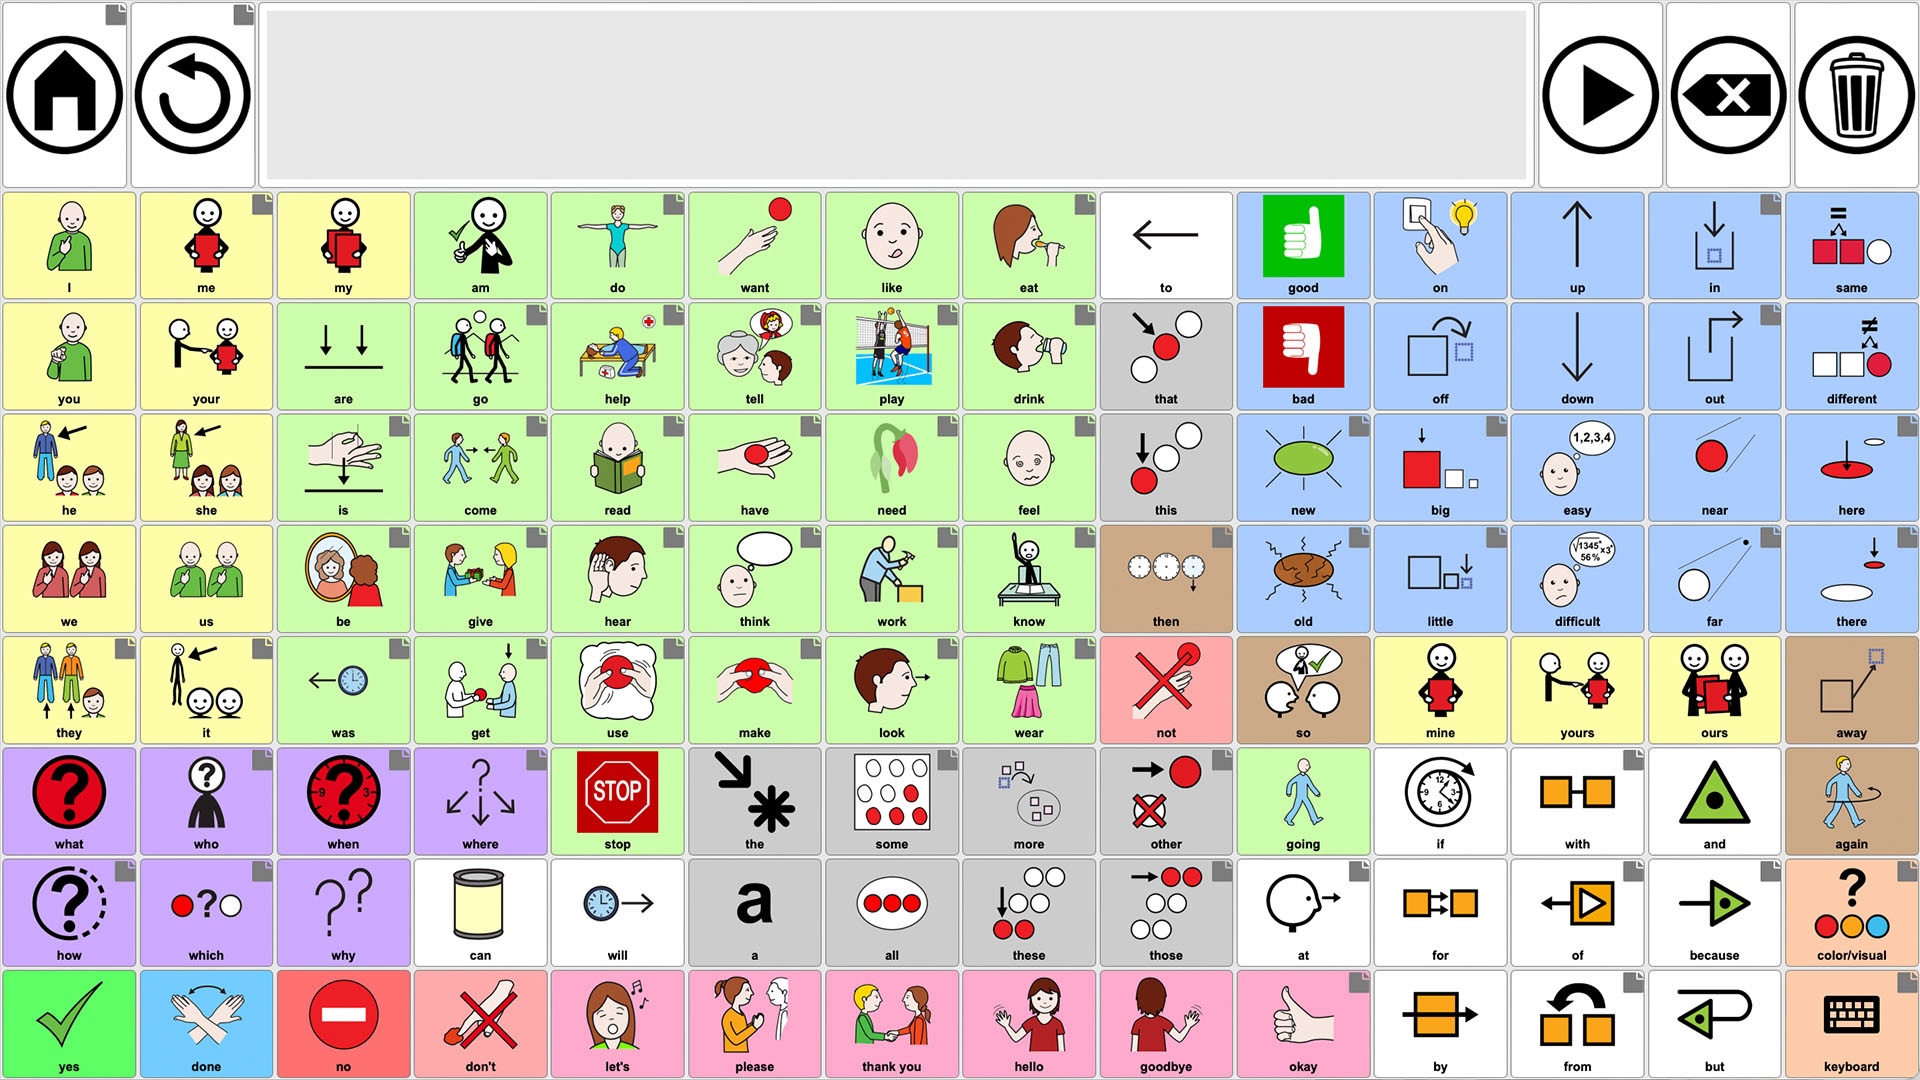 I me my am do want like eat to good on up in same
you your are go help tell play drink that bad off down out different
1,2,3,4
he she is come read have need feel this new big easy near here
√1345* x3²
56%
we us be give hear think work know then old little difficult far there
they it was get use make look wear not so mine yours ours away
? ? 9 ? 3 ? STOP 12 9 3 6
what who when where stop the some more other going if with and again
? ? ? ? a ?
how which why can will a all these those at for of because color/visual
yes done no don't let's please thank you hello goodbye okay by from but keyboard